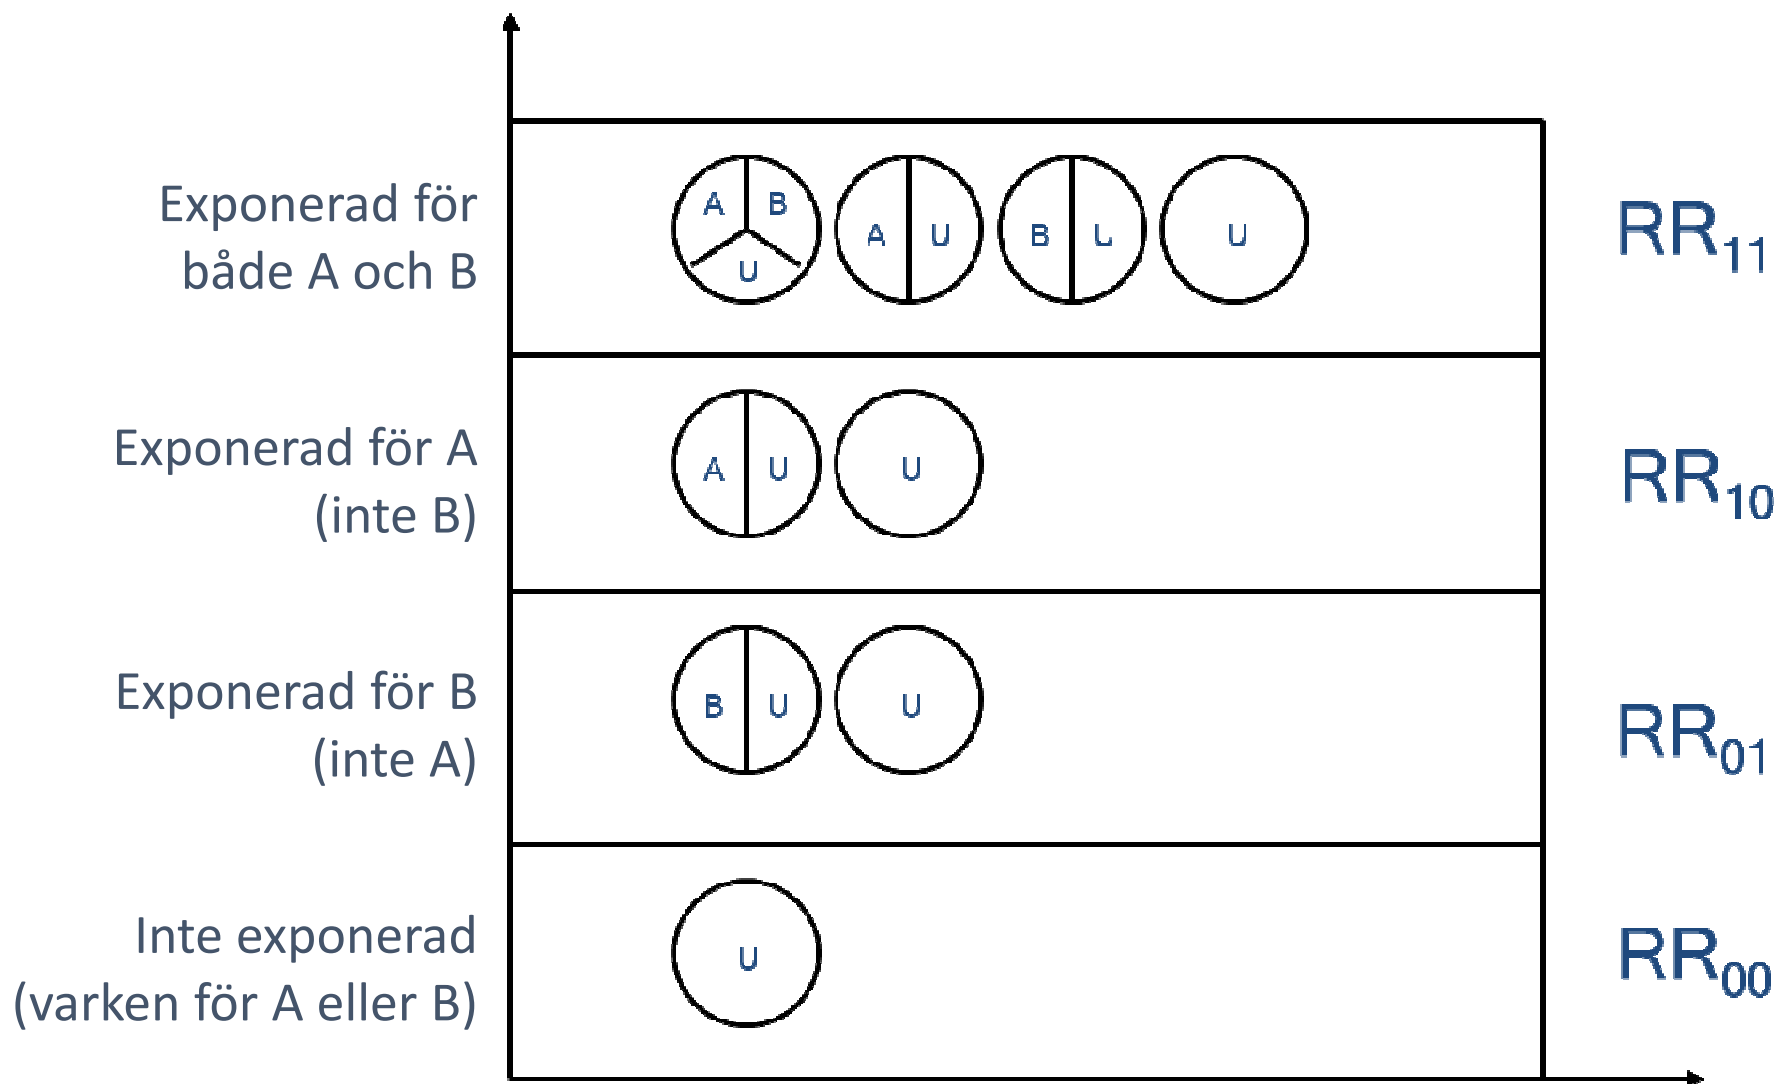 Exponerad för
både A och B
A B
U
A U
B U
U
RR11
Exponerad för A
(inte B)
A U
U
RR10
Exponerad för B
(inte A)
B U
U
RR01
Inte exponerad
(varken för A eller B)
U
RR00